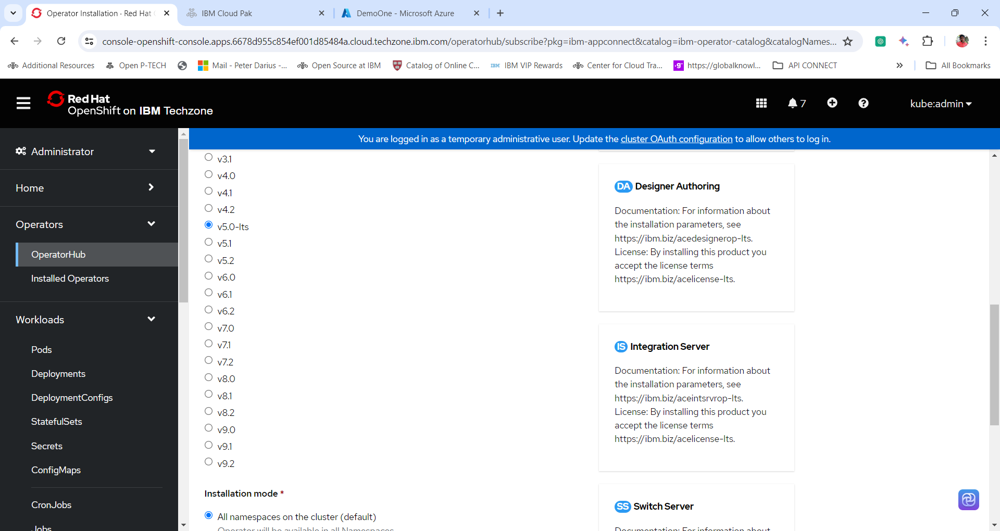 Operator Installation · Red Hat
IBM Cloud Pak
DemoOne - Microsoft Azure
console-openshift-console.apps.6678d955c854ef001d85484a.cloud.techzone.ibm.com/operatorhub/subscribe?pkg=ibm-appconnect&catalog=ibm-operator-catalog&catalogNames...
Additional Resources
Open P-TECH
Mail - Peter Darius -...
Open Source at IBM
Catalog of Online C...
IBM VIP Rewards
Center for Cloud Tra...
https://globalknowl...
API CONNECT
All Bookmarks
Red Hat
OpenShift on IBM Techzone
7
kube:admin
You are logged in as a temporary administrative user. Update the cluster OAuth configuration to allow others to log in.
Administrator
Home
Operators
OperatorHub
Installed Operators
Workloads
Pods
Deployments
DeploymentConfigs
StatefulSets
Secrets
ConfigMaps
CronJobs
Jobs
v3.1
v4.0
v4.1
v4.2
v5.0-lts
v5.1
v5.2
v6.0
v6.1
v6.2
v7.0
v7.1
v7.2
v8.0
v8.1
v8.2
v9.0
v9.1
v9.2
Installation mode *
All namespaces on the cluster (default)
Operator will be available in all Namespaces
DA Designer Authoring
Documentation: For information about
the installation parameters, see
https://ibm.biz/acedesignerop-lts.
License: By installing this product you
accept the license terms
https://ibm.biz/acelicense-lts.
IS Integration Server
Documentation: For information about
the installation parameters, see
https://ibm.biz/aceintsrvrop-lts.
License: By installing this product you
accept the license terms
https://ibm.biz/acelicense-lts.
SS Switch Server
Documentation: For information about